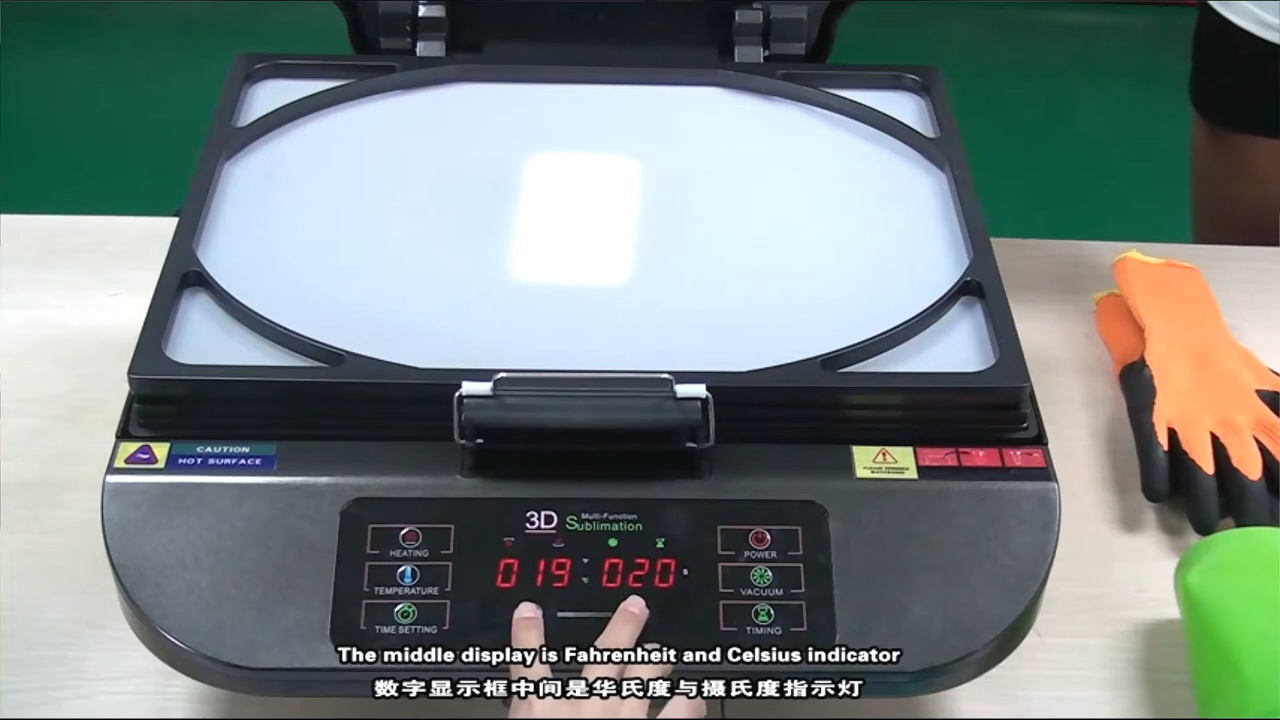 CAUTION
HOT SURFACE
3D Multi-Function
Sublimation
HEATING
TEMPERATURE
TIME SETTING
019
020
POWER
VACUUM
TIMING
The middle display is Fahrenheit and Celsius indicator
数字显示框中间是华氏度与摄氏度指示灯